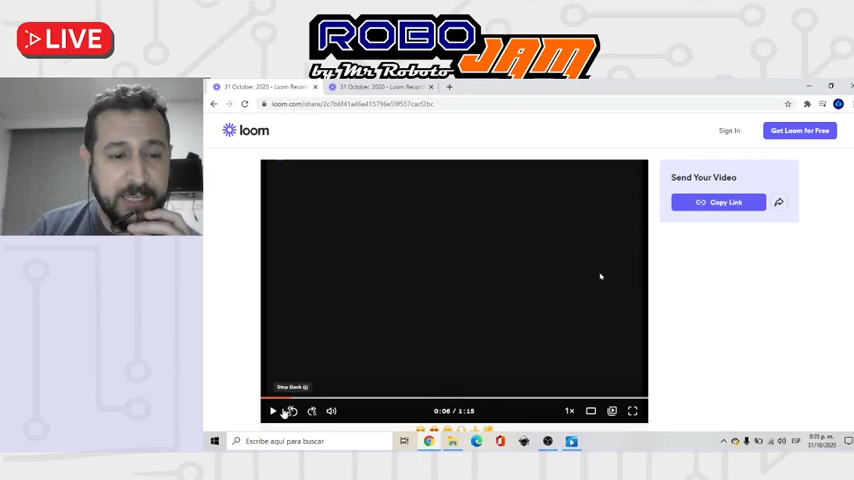 LIVE
ROBO
by Mr Roboto
JAM
31 October, 2020 - Loom Recor
31 October, 2020 - Loom Record
loom.com/share/2c7b6f41a46e415796e59f557cacf2bc
loom
Sign In
Get Loom for Free
Send Your Video
Copy Link
Step Back (j)
0:06 / 1:15
1×
Escribe aquí para buscar
ESP
8:35 p. m.
31/10/2020